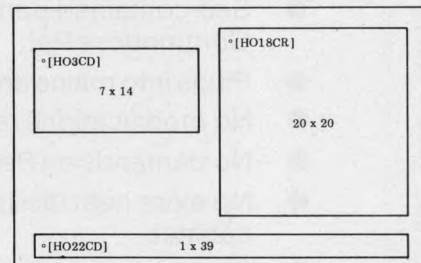 °[HO3CD]
7 x 14
°[HO18CR]
20 x 20
°[HO22CD] 1 x 39